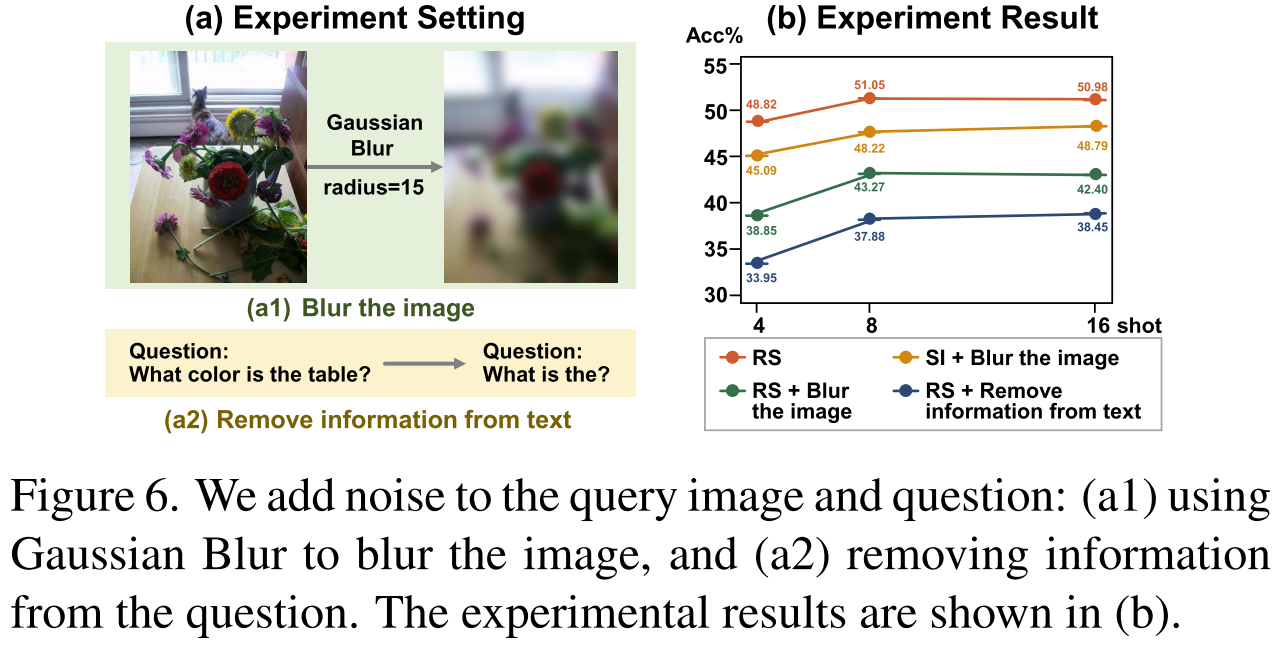 (a) Experiment Setting
Gaussian
Blur
radius=15
(a1) Blur the image
Question:
What color is the table?
Question:
What is the?
(a2) Remove information from text
(b) Experiment Result
Acc%
55
50
45
40
35
30
48.82
51.05
50.98
45.09
48.22
48.79
38.85
43.27
42.40
33.95
37.88
38.45
4
8
16 shot
RS
SI + Blur the image
RS + Blur
the image
RS + Remove
information from text
Figure 6. We add noise to the query image and question: (a1) using
Gaussian Blur to blur the image, and (a2) removing information
from the question. The experimental results are shown in (b).